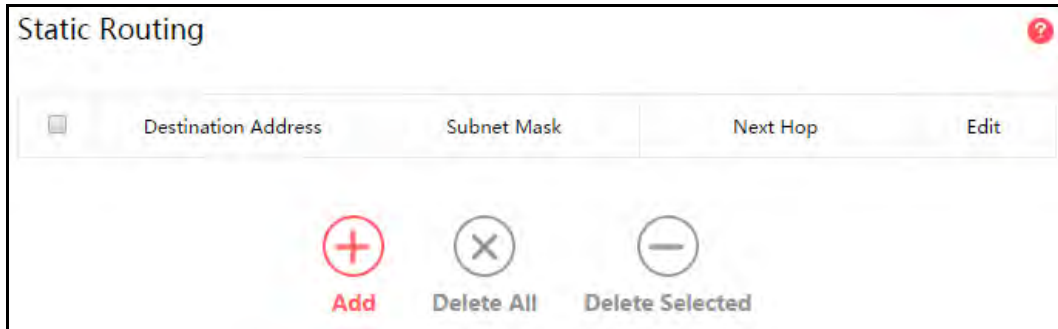 Static Routing
?
Destination Address Subnet Mask Next Hop Edit
Add Delete All Delete Selected